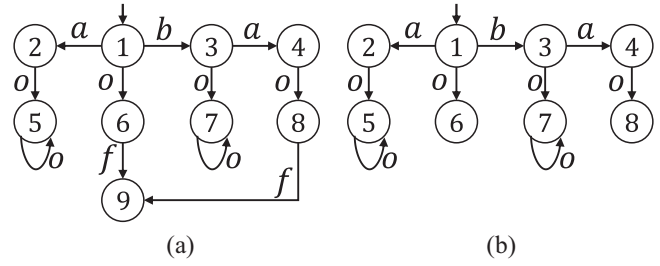 a b a a b a
2 1 3 4 2 1 3 4
o o o o o o o o
5 6 7 8 5 6 7 8
o f o f o o
9
(a) (b)